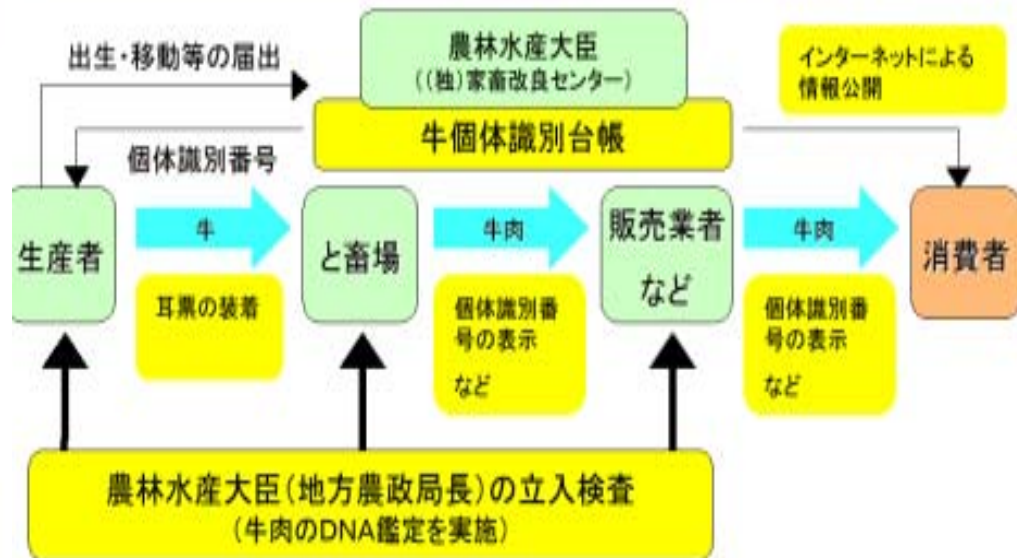 出生・移動等の届出
農林水産大臣
((独)家畜改良センター)
牛個体識別台帳
インターネットによる
情報公開
個体識別番号
生産者
牛
耳票の装着
と畜場
牛肉
個体識別番
号の表示
など
販売業者
など
牛肉
個体識別番
号の表示
など
消費者
農林水産大臣(地方農政局長)の立入検査
(牛肉のDNA鑑定を実施)